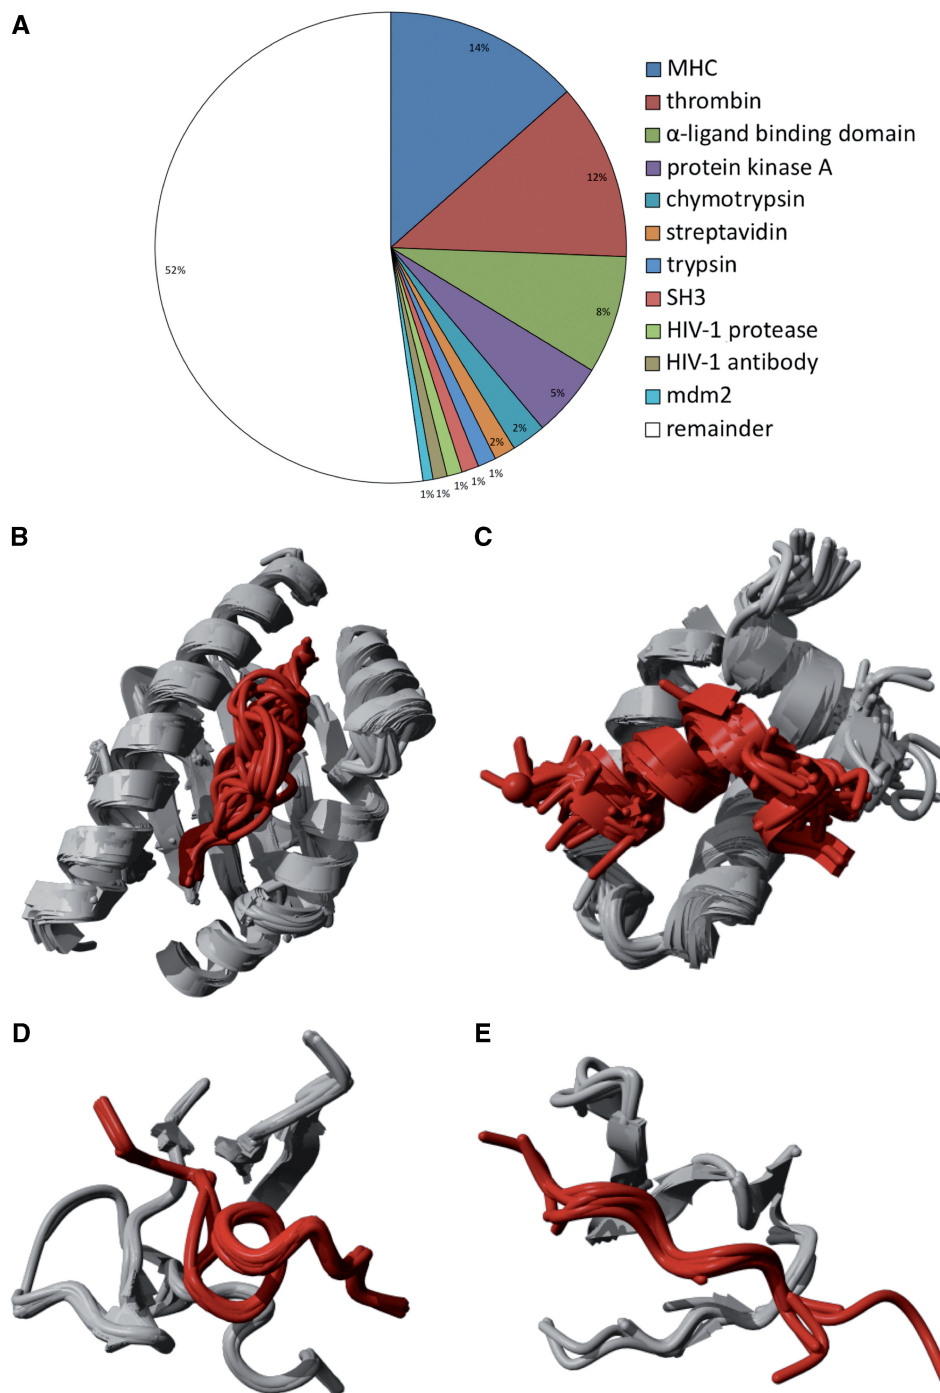 A
14%
12%
8%
5%
2%
2%
1%
1%
1%
1%
1%
52%
MHC
thrombin
α-ligand binding domain
protein kinase A
chymotrypsin
streptavidin
trypsin
SH3
HIV-1 protease
HIV-1 antibody
mdm2
remainder
B
C
D
E